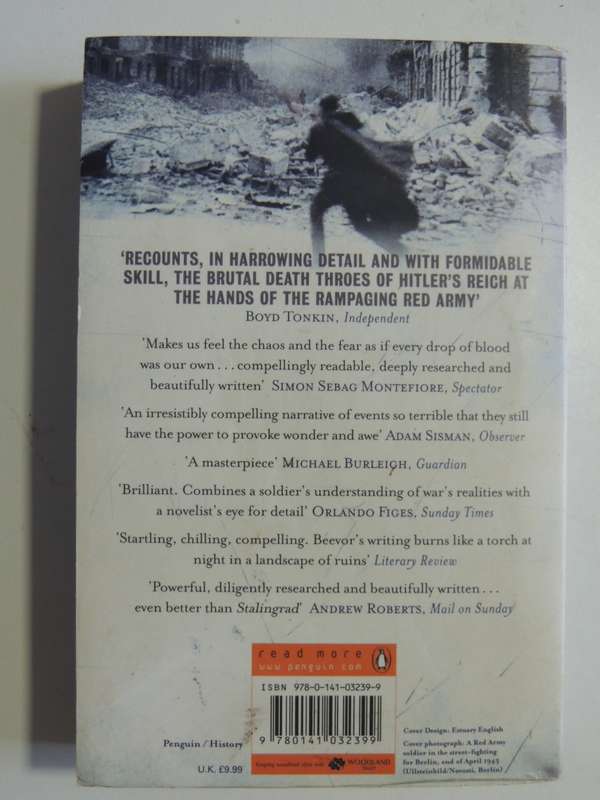 'RECOUNTS, IN HARROWING DETAIL AND WITH FORMIDABLE
SKILL, THE BRUTAL DEATH THROES OF HITLER'S REICH AT
THE HANDS OF THE RAMPAGING RED ARMY'
BOYD TONKIN, Independent
'Makes us feel the chaos and the fear as if every drop of blood
was our own . . . compellingly readable, deeply researched and
beautifully written' SIMON SEBAG MONTEFIORE, Spectator
'An irresistibly compelling narrative of events so terrible that they still
have the power to provoke wonder and awe' ADAM SISMAN, Observer
'A masterpiece' MICHAEL BURLEIGH, Guardian
'Brilliant. Combines a soldier's understanding of war's realities with
a novelist's eye for detail' ORLANDO FIGES, Sunday Times
'Startling, chilling, compelling. Beevor's writing burns like a torch at
night in a landscape of ruins' Literary Review
'Powerful, diligently researched and beautifully written . . .
even better than Stalingrad' ANDREW ROBERTS, Mail on Sunday
read more
www.penguin.com
ISBN 978-0-141-03239-9
9 780141 032399
WOODLAND
TRUST
Penguin / History
U.K. £9.99
Cover Design: Estuary English
Cover photograph: A Red Army
soldier in the street-fighting
for Berlin, end of April 1945
(Ullsteinbild/Novosti, Berlin)